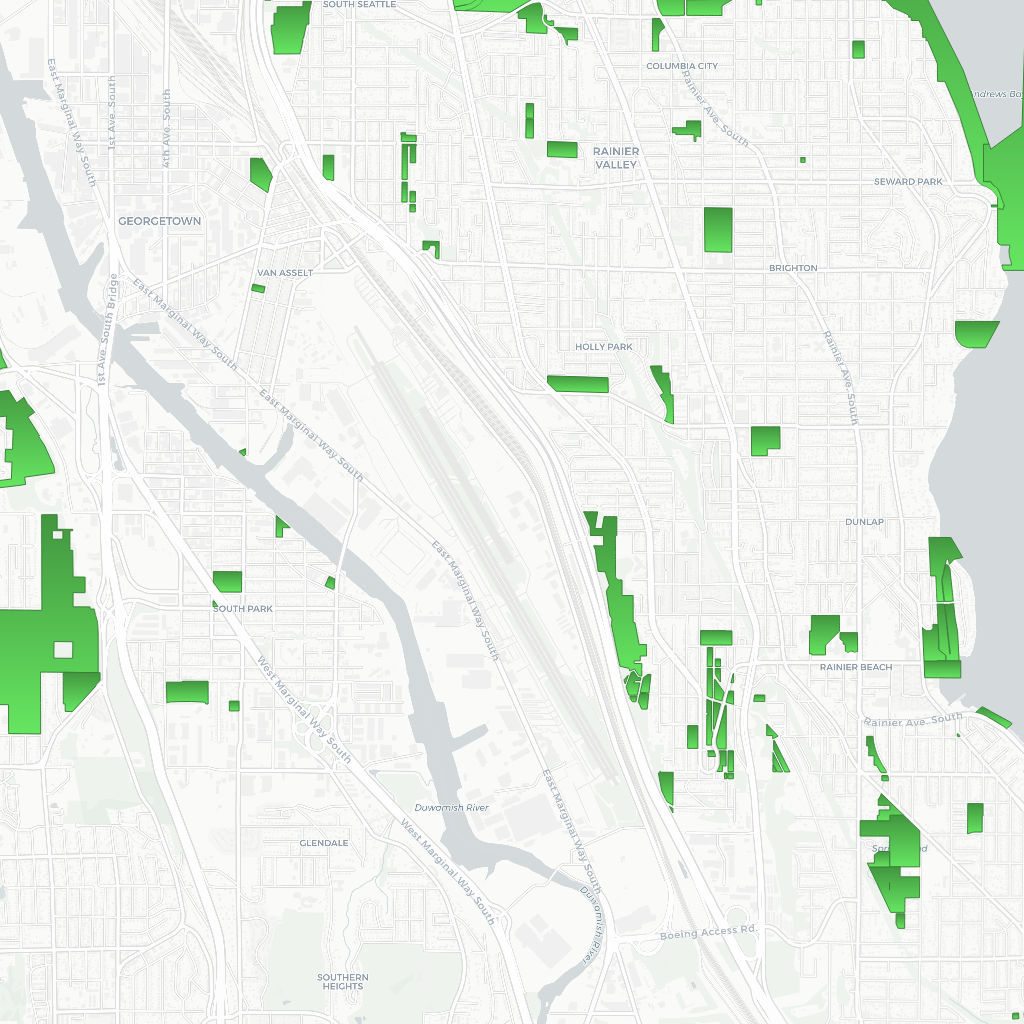 SOUTH SEATTLE
COLUMBIA CITY
East Marginal Way South
1st Ave. South
4th Ave. South
Rainier Ave. South
ndrews Ba
RAINIER
VALLEY
SEWARD PARK
GEORGETOWN
VAN ASSELT
BRIGHTON
East Marginal Way South
1st Ave. South Bridge
HOLLY PARK
Rainier Ave. South
East Marginal Way South
DUNLAP
East Marginal Way South
SOUTH PARK
RAINIER BEACH
West Marginal Way South
Rainier Ave. South
Duwamish River
East Marginal Way South
GLENDALE
West Marginal Way South
Duwamish River
Boeing Access Rd.
SOUTHERN
HEIGHTS